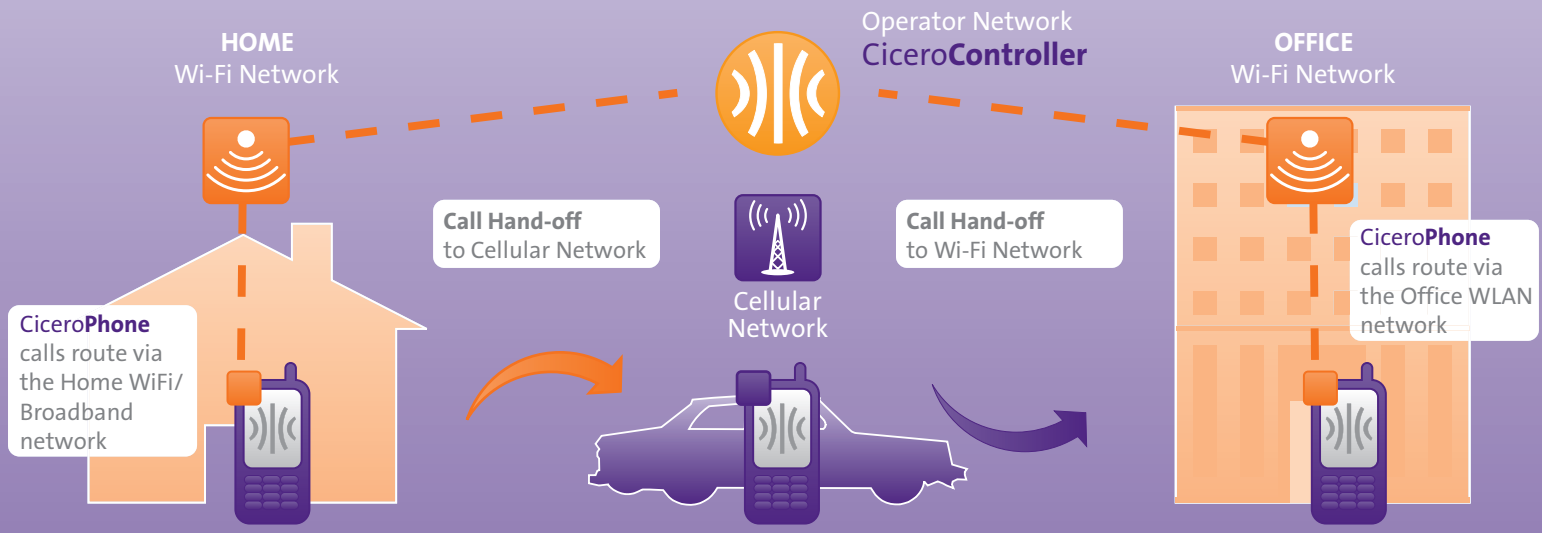 HOME
Wi-Fi Network
Operator Network
CiceroController
OFFICE
Wi-Fi Network
Call Hand-off
to Cellular Network
Call Hand-off
to Wi-Fi Network
Cellular
Network
CiceroPhone
calls route via
the Home WiFi/
Broadband
network
CiceroPhone
calls route via
the Office WLAN
network